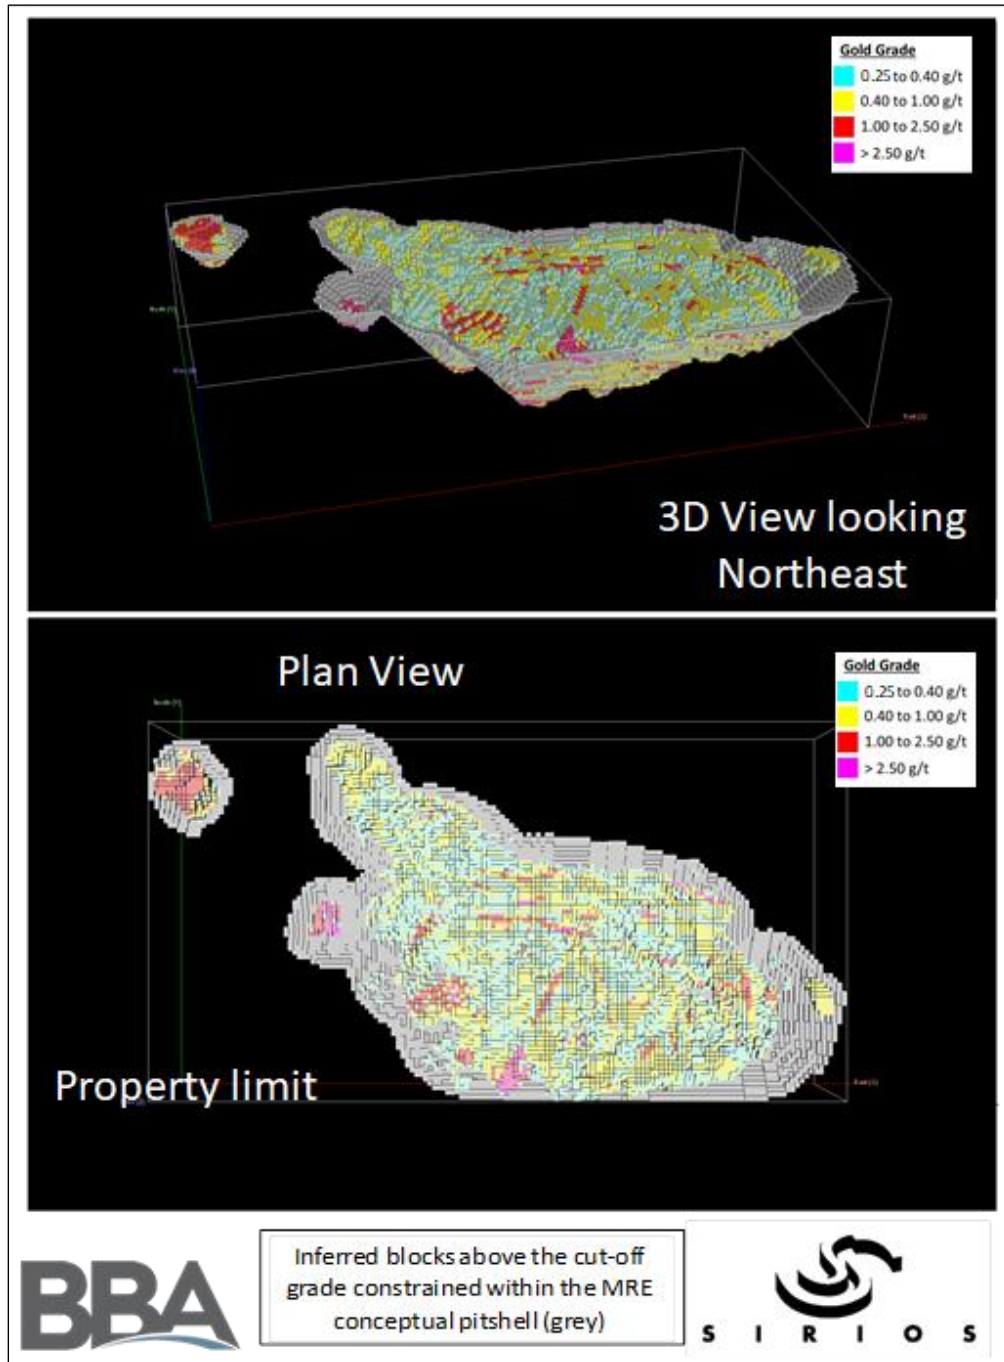 Gold Grade
0.25 to 0.40 g/t
0.40 to 1.00 g/t
1.00 to 2.50 g/t
> 2.50 g/t
3D View looking
Northeast
Plan View
Gold Grade
0.25 to 0.40 g/t
0.40 to 1.00 g/t
1.00 to 2.50 g/t
> 2.50 g/t
Property limit
BBA
Inferred blocks above the cut-off
grade constrained within the MRE
conceptual pitshell (grey)
SIRIOS